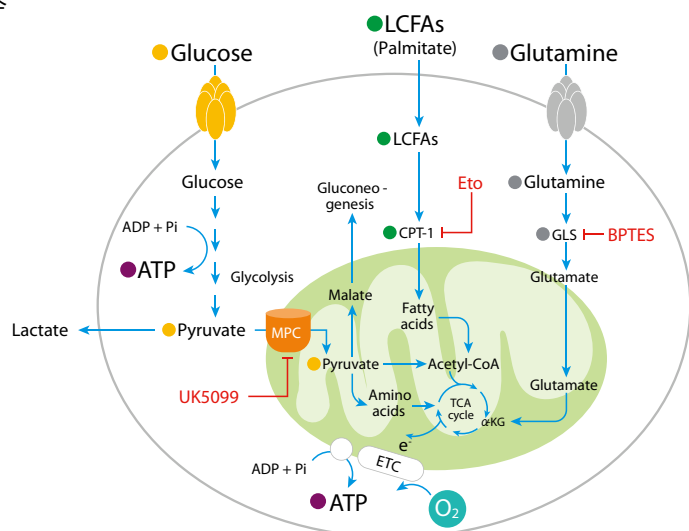 LCFAs
(Palmitate)
Glucose
Glutamine
LCFAs
Glucose
Gluconeo -
genesis
Eto
Glutamine
ADP + Pi
CPT-1
GLS
BPTES
ATP
Glycolysis
Glutamate
Malate
Fatty
acids
Lactate
Pyruvate
MPC
Pyruvate
Acetyl-CoA
UK5099
Amino
acids
TCA
cycle
Glutamate
α-KG
e-
ETC
ADP + Pi
ATP
O2